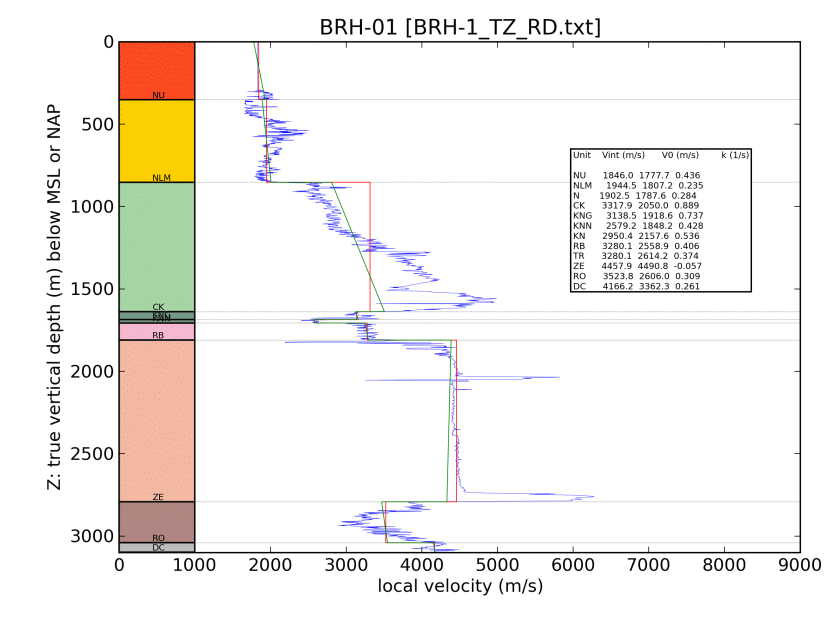 BRH-01 [BRH-1_TZ_RD.txt]
Z: true vertical depth (m) below MSL or NAP
0
500
1000
1500
2000
2500
3000
NU
NLM
CK
KNG
KNN
RB
ZE
RO
DC
Unit Vint (m/s) V0 (m/s) k (1/s)
NU 1846.0 1777.7 0.436
NLM 1944.5 1807.2 0.235
N 1902.5 1787.6 0.284
CK 3317.9 2050.0 0.889
KNG 3138.5 1918.6 0.737
KNN 2579.2 1848.2 0.428
KN 2950.4 2157.6 0.536
RB 3280.1 2558.9 0.406
TR 3280.1 2614.2 0.374
ZE 4457.9 4490.8 -0.057
RO 3523.8 2606.0 0.309
DC 4166.2 3362.3 0.261
0 1000 2000 3000 4000 5000 6000 7000 8000 9000
local velocity (m/s)